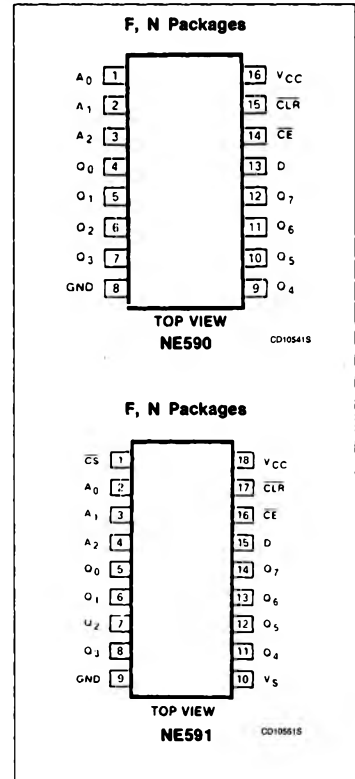 F, N Packages
A0 1 16 VCC
A1 2 15 CLR
A2 3 14 CE
Q0 4 13 D
Q1 5 12 Q7
Q2 6 11 Q6
Q3 7 10 Q5
GND 8 9 Q4
TOP VIEW
NE590
CD10541S
F, N Packages
CS 1 18 VCC
A0 2 17 CLR
A1 3 16 CE
A2 4 15 D
Q0 5 14 Q7
Q1 6 13 Q6
Q2 7 12 Q5
Q3 8 11 Q4
GND 9 10 VS
TOP VIEW
NE591
CD10561S